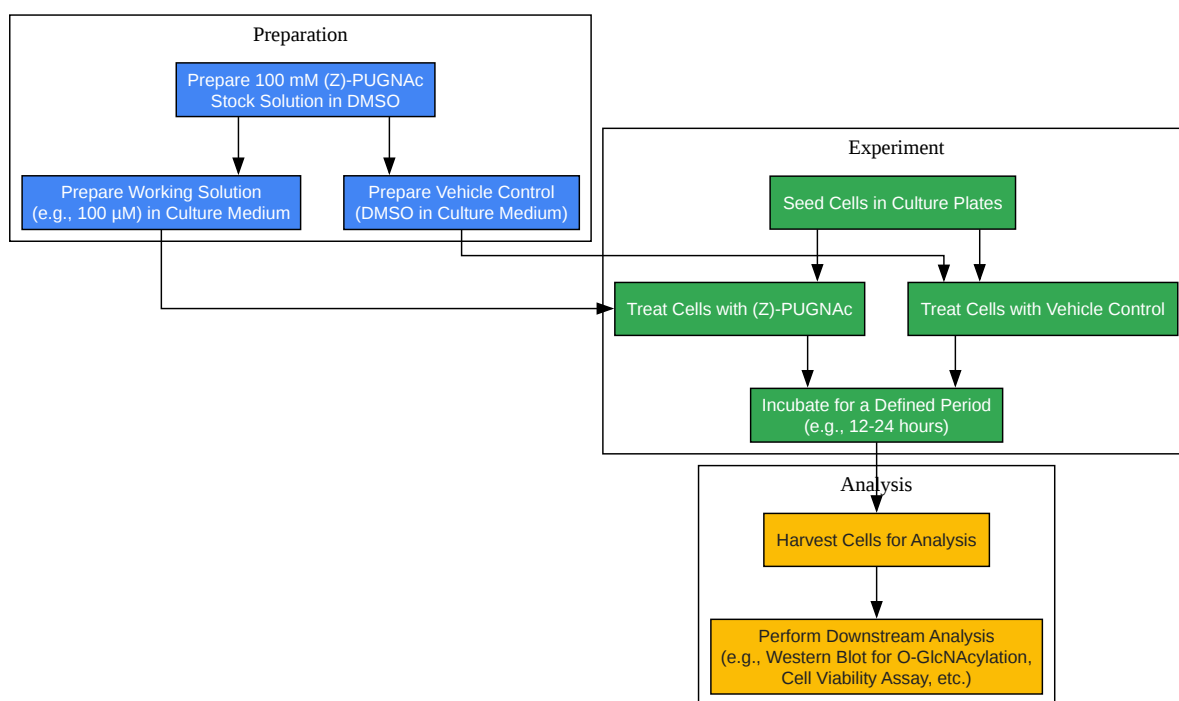 Preparation
Prepare 100 mM (Z)-PUGNAc
Stock Solution in DMSO
Prepare Working Solution
(e.g., 100 µM) in Culture Medium
Prepare Vehicle Control
(DMSO in Culture Medium)
Experiment
Seed Cells in Culture Plates
Treat Cells with (Z)-PUGNAc
Treat Cells with Vehicle Control
Incubate for a Defined Period
(e.g., 12-24 hours)
Analysis
Harvest Cells for Analysis
Perform Downstream Analysis
(e.g., Western Blot for O-GlcNAcylation,
Cell Viability Assay, etc.)